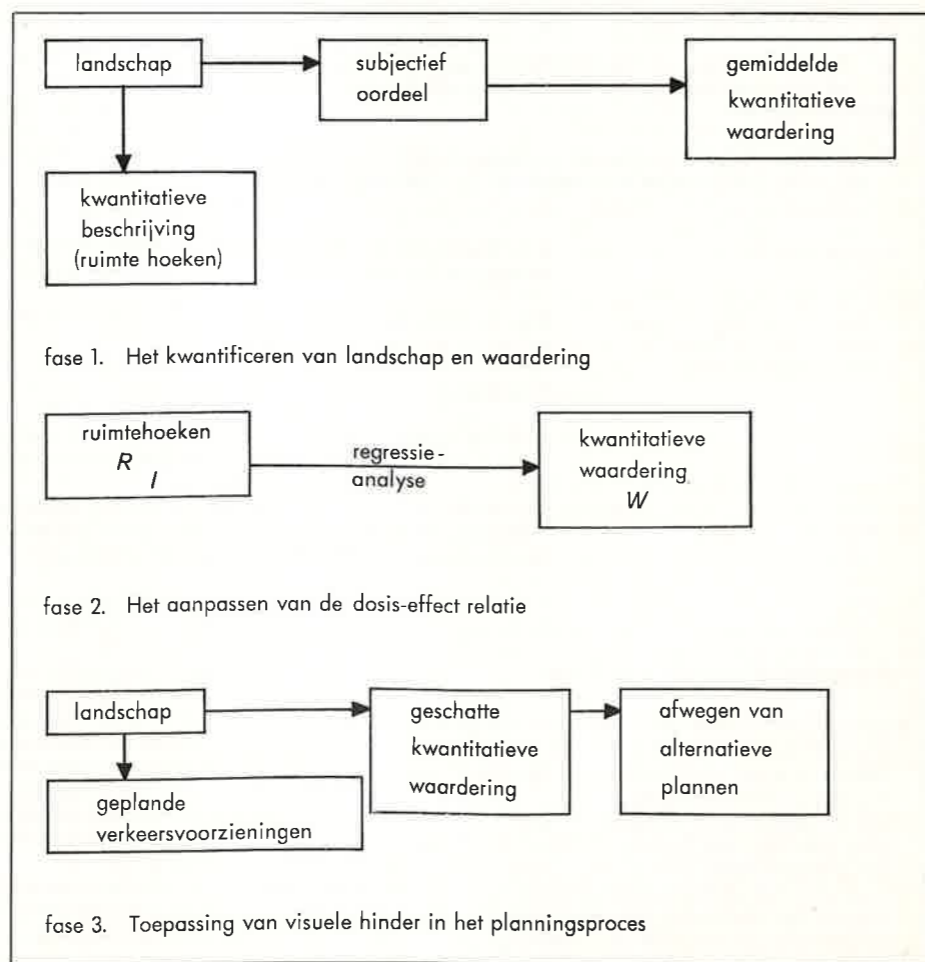 landschap
subjectief
oordeel
gemiddelde
kwantitatieve
waardering
kwantitatieve
beschrijving
(ruimte hoeken)
fase 1. Het kwantificeren van landschap en waardering
ruimtehoeken
R
I
regressie-
analyse
kwantitatieve
waardering
W
fase 2. Het aanpassen van de dosis-effect relatie
landschap
geschatte
kwantitatieve
waardering
afwegen van
alternatieve
plannen
geplande
verkeersvoorzieningen
fase 3. Toepassing van visuele hinder in het planningsproces